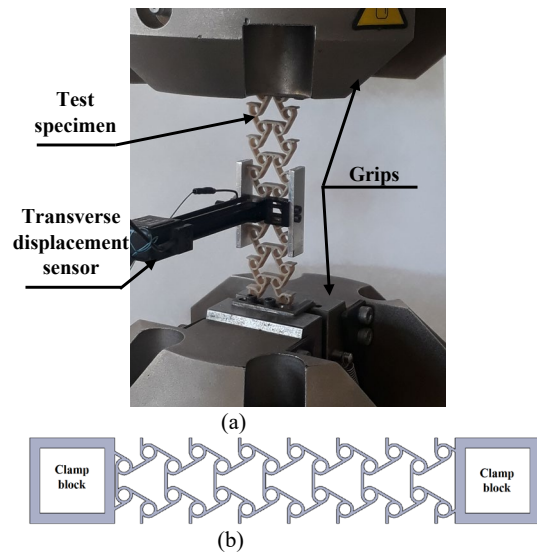 Test
specimen
Grips
Transverse
displacement
sensor
(a)
Clamp
block
Clamp
block
(b)